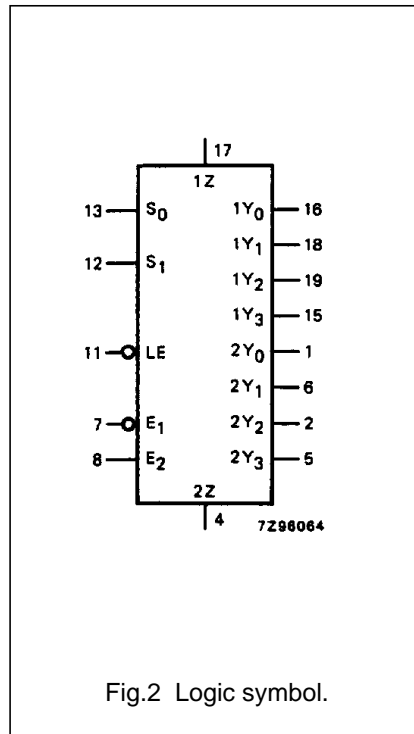 17
1Z
13 S0 1Y0 16
1Y1 18
12 S1
1Y2 19
1Y3 15
11 LE 2Y0 1
2Y1 6
7 E1 2Y2 2
8 E2 2Y3 5
2Z
4 7Z96064
Fig.2 Logic symbol.